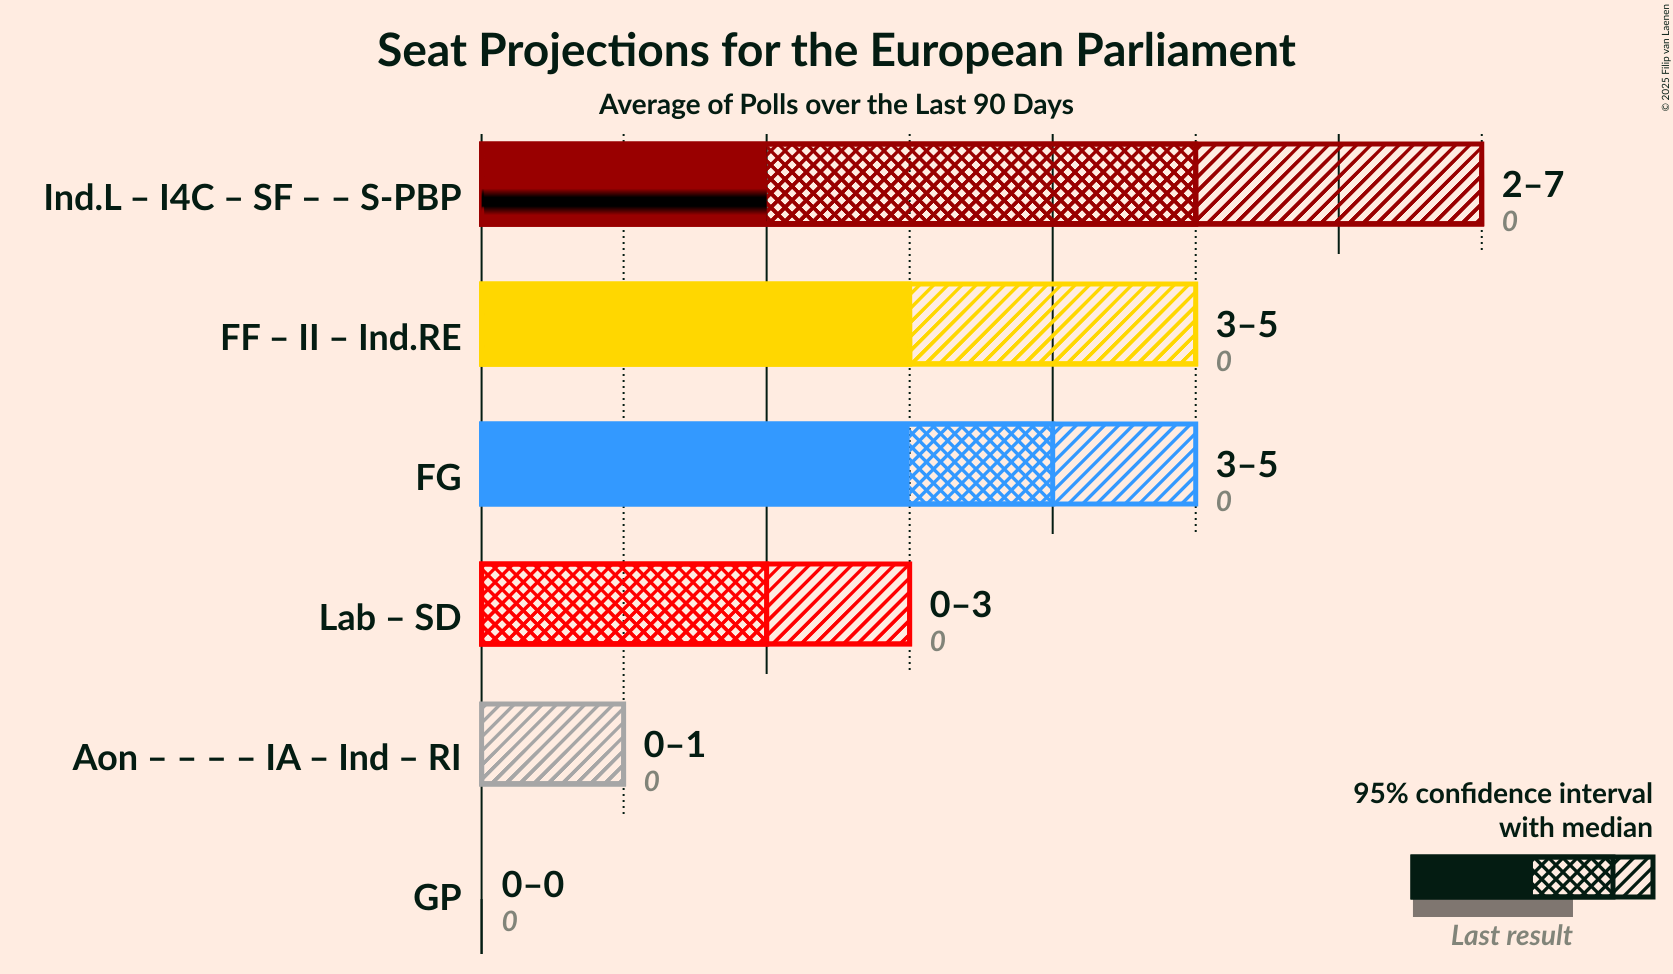 Seat Projections for the European Parliament
Average of Polls over the Last 90 Days
© 2025 Filip van Laenen
Ind.L – I4C – SF – – S-PBP
2–7
0
FF – II – Ind.RE
3–5
0
FG
3–5
0
Lab – SD
0–3
0
Aon – – – – IA – Ind – RI
0–1
0
GP
0–0
0
95% confidence interval
with median
Last result